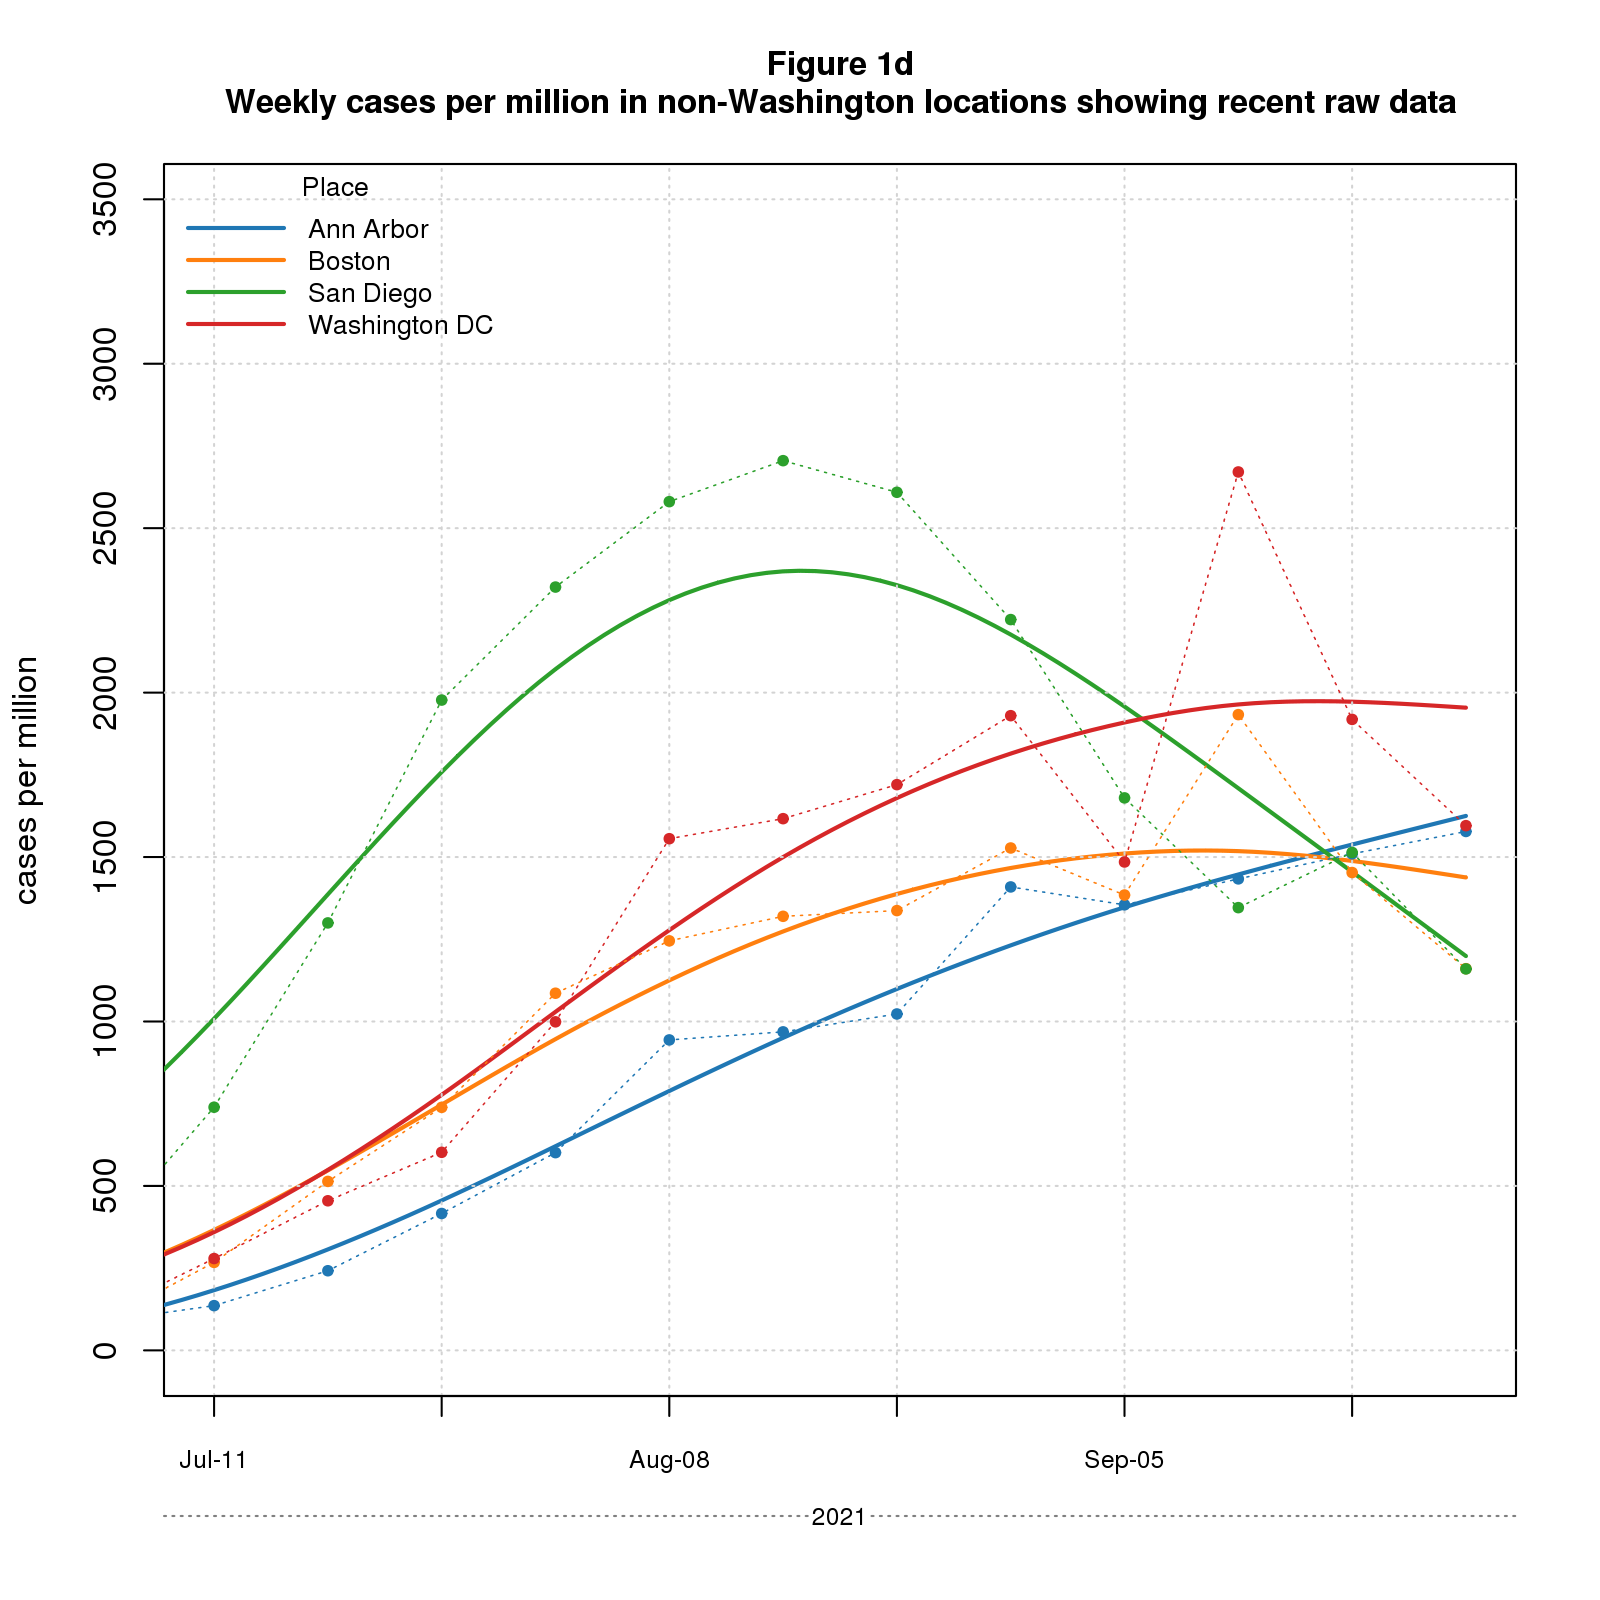 Figure 1d
Weekly cases per million in non-Washington locations showing recent raw data
cases per million
3500
3000
2500
2000
1500
1000
500
0
Place
Ann Arbor
Boston
San Diego
Washington DC
Jul-11 Aug-08 Sep-05
2021